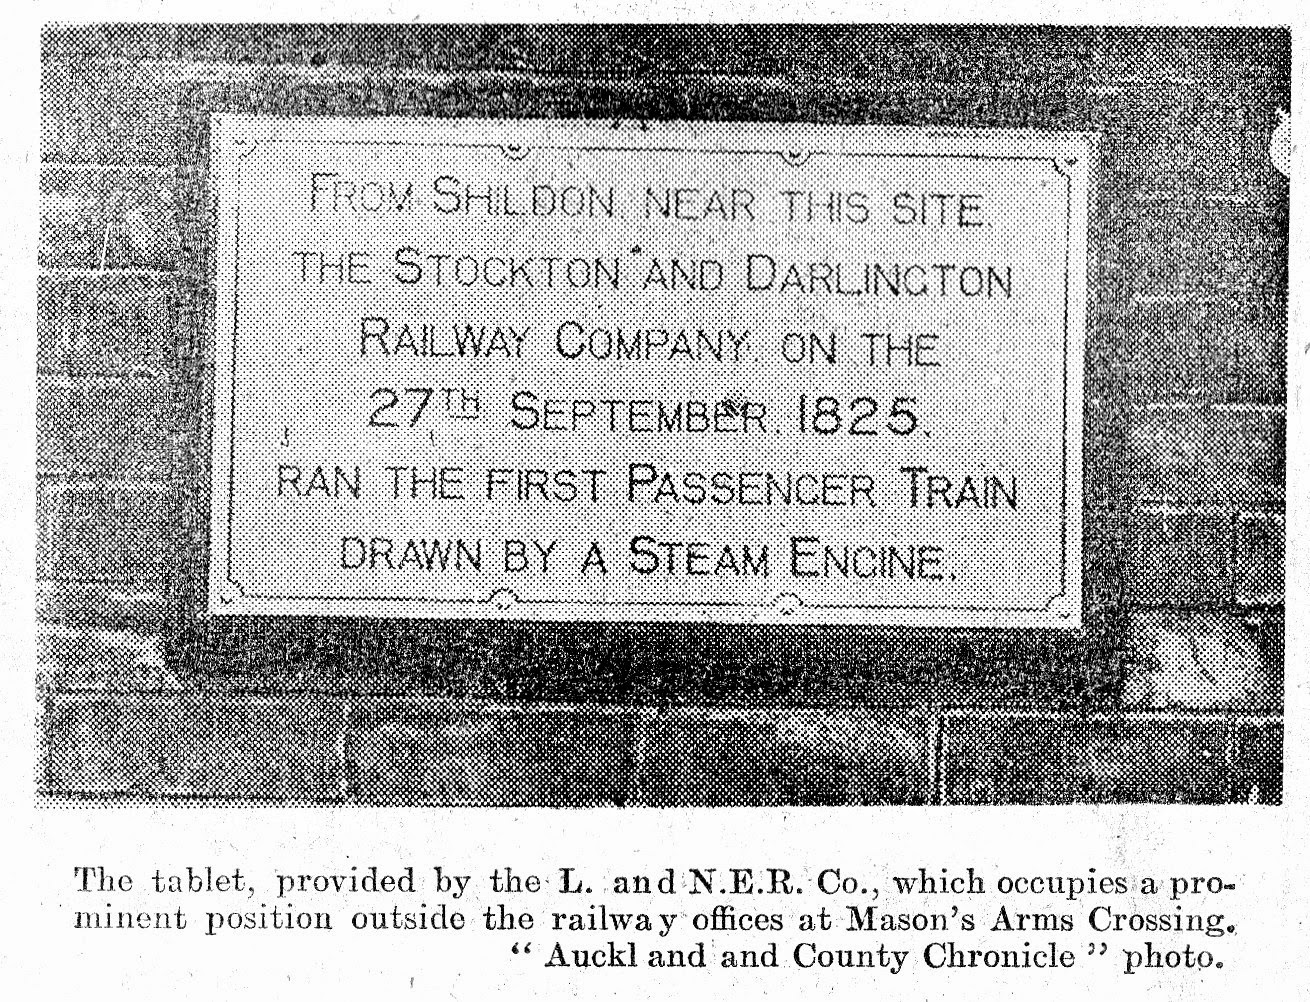 FROM SHILDON NEAR THIS SITE.
THE STOCKTON AND DARLINGTON
RAILWAY COMPANY. ON THE
27TH SEPTEMBER. 1825.
RAN THE FIRST PASSENGER TRAIN
DRAWN BY A STEAM ENGINE.
The tablet, provided by the L. and N.E.R. Co., which occupies a pro-
minent position outside the railway offices at Mason's Arms Crossing.
“ Auckl and and County Chronicle ” photo.